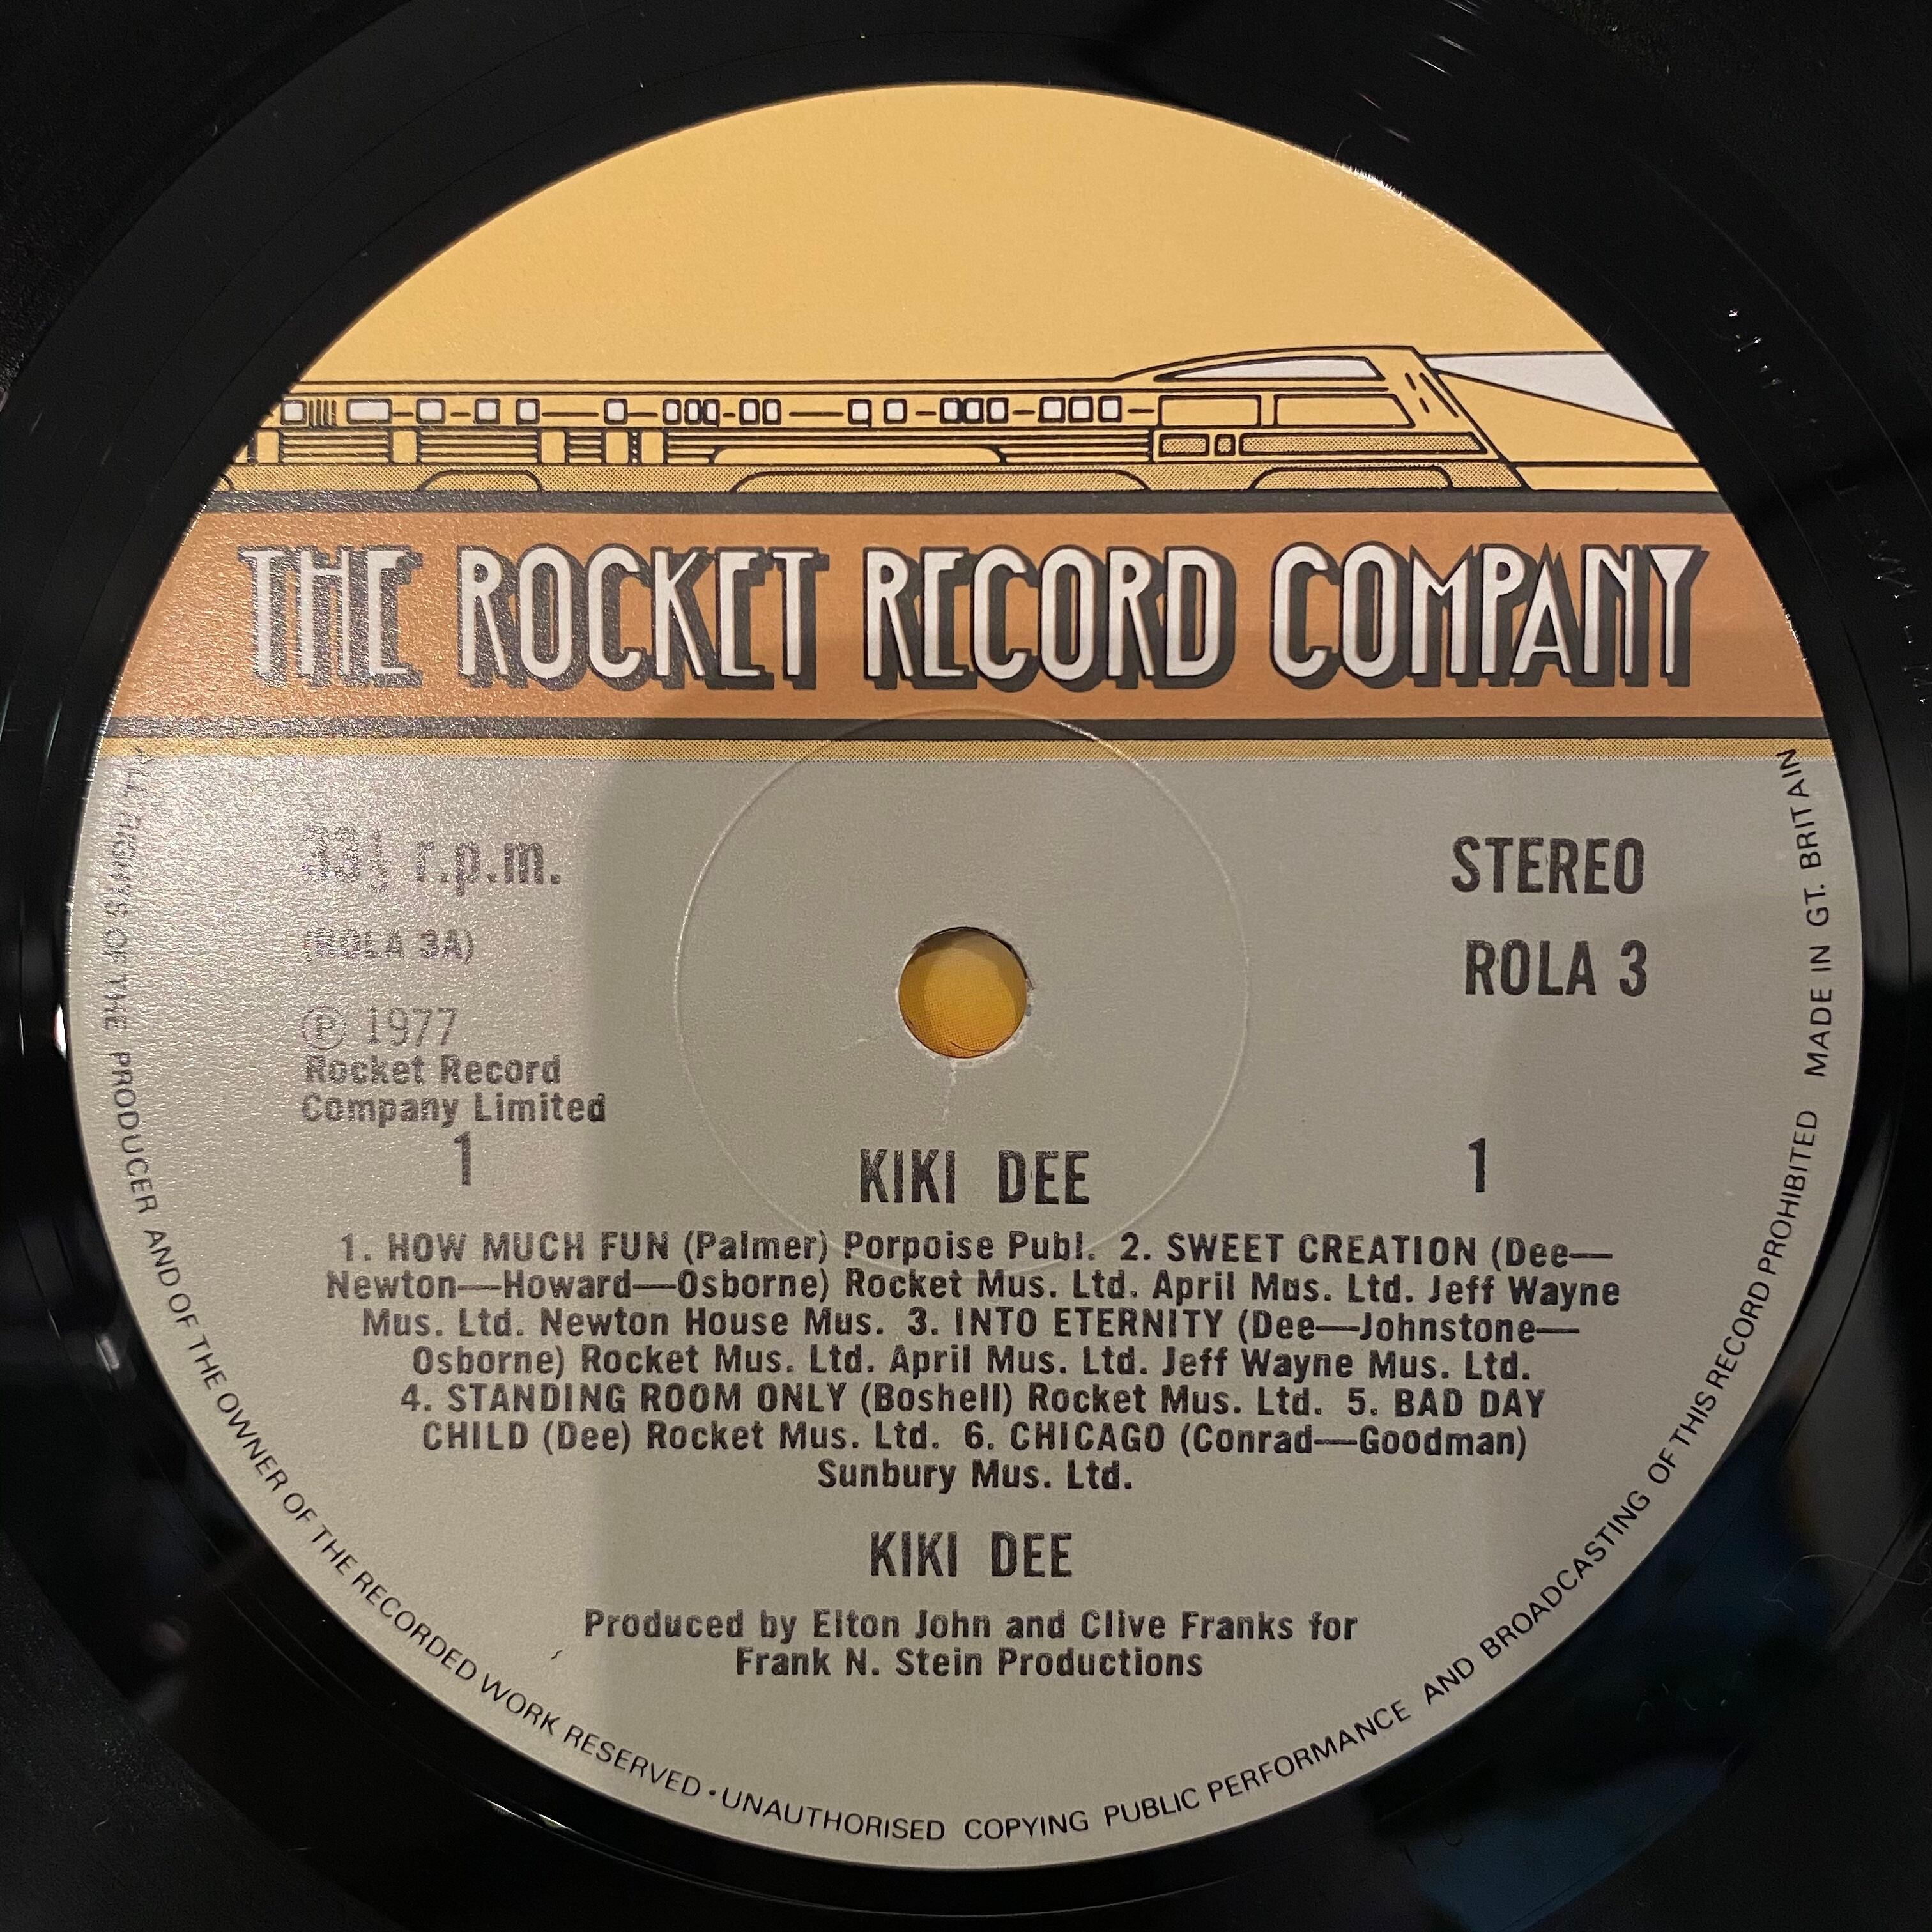 THE ROCKET RECORD COMPANY
33⅓ r.p.m.
STEREO
(ROLA 3A)
ROLA 3
Ⓟ 1977
Rocket Record
Company Limited
1
KIKI DEE
1
1. HOW MUCH FUN (Palmer) Porpoise Publ. 2. SWEET CREATION (Dee—
Newton—Howard—Osborne) Rocket Mus. Ltd. April Mus. Ltd. Jeff Wayne
Mus. Ltd. Newton House Mus. 3. INTO ETERNITY (Dee—Johnstone—
Osborne) Rocket Mus. Ltd. April Mus. Ltd. Jeff Wayne Mus. Ltd.
4. STANDING ROOM ONLY (Boshell) Rocket Mus. Ltd. 5. BAD DAY
CHILD (Dee) Rocket Mus. Ltd. 6. CHICAGO (Conrad—Goodman)
Sunbury Mus. Ltd.
KIKI DEE
Produced by Elton John and Clive Franks for
Frank N. Stein Productions
ALL RIGHTS OF THE PRODUCER AND OF THE OWNER OF THE RECORDED WORK RESERVED • UNAUTHORISED COPYING PUBLIC PERFORMANCE AND BROADCASTING OF THIS RECORD PROHIBITED MADE IN GT. BRITAIN